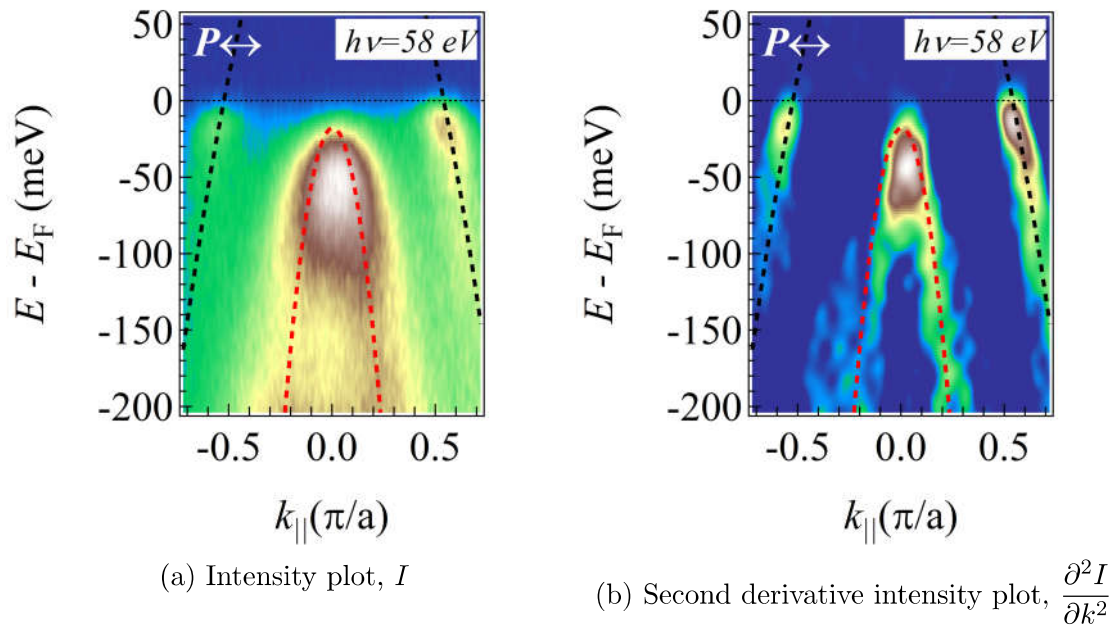 P↔ hν=58 eV
50
0
-50
-100
-150
-200
E - E_F (meV)
-0.5 0.0 0.5
k_||(π/a)
(a) Intensity plot, I
P↔ hν=58 eV
50
0
-50
-100
-150
-200
E - E_F (meV)
-0.5 0.0 0.5
k_||(π/a)
(b) Second derivative intensity plot, ∂²I/∂k²